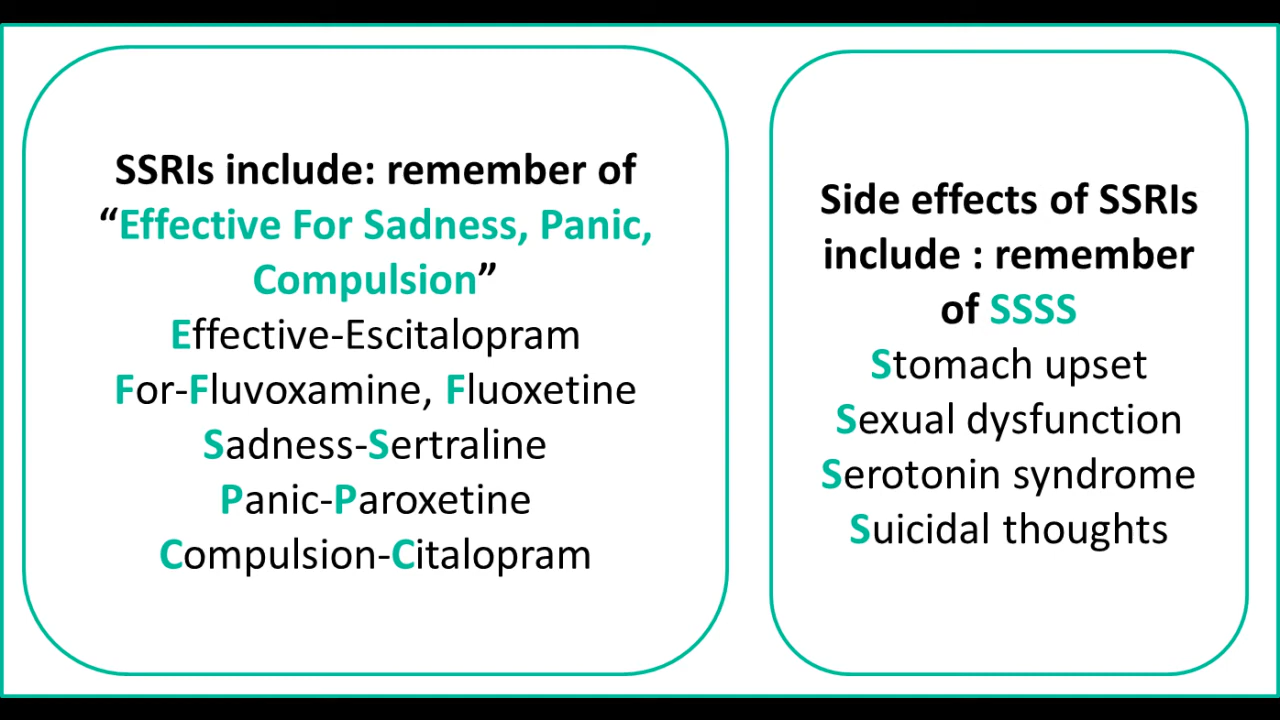 SSRIs include: remember of
“Effective For Sadness, Panic,
Compulsion”
Effective-Escitalopram
For-Fluvoxamine, Fluoxetine
Sadness-Sertraline
Panic-Paroxetine
Compulsion-Citalopram
Side effects of SSRIs
include : remember
of SSSS
Stomach upset
Sexual dysfunction
Serotonin syndrome
Suicidal thoughts